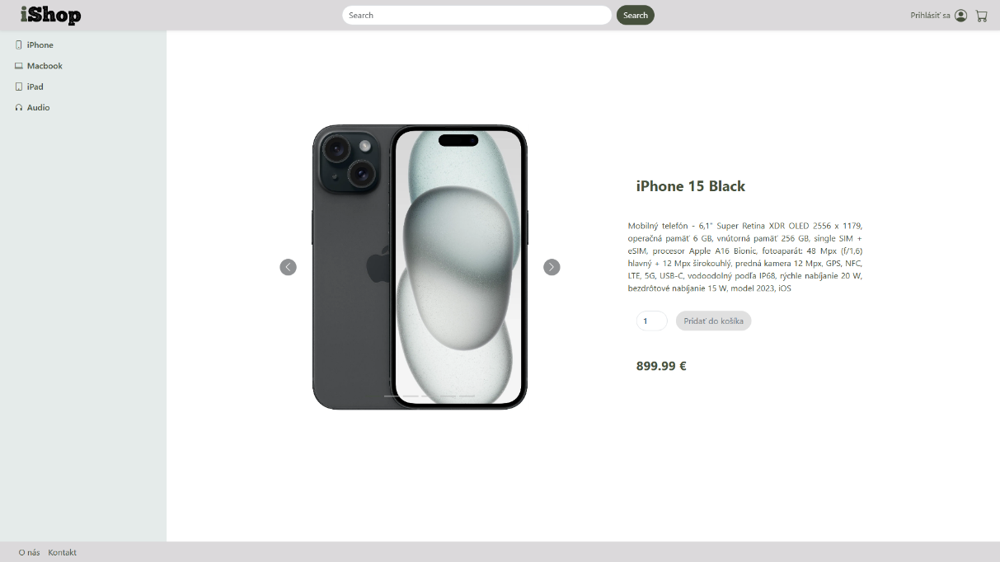 iShop
Search
Search
Prihlásiť sa
iPhone
Macbook
iPad
Audio
iPhone 15 Black
Mobilný telefón - 6,1" Super Retina XDR OLED 2556 x 1179,
operačná pamäť 6 GB, vnútorná pamäť 256 GB, single SIM +
eSIM, procesor Apple A16 Bionic, fotoaparát: 48 Mpx (f/1,6)
hlavný + 12 Mpx širokouhlý, predná kamera 12 Mpx, GPS, NFC,
LTE, 5G, USB-C, vodoodolný podľa IP68, rýchle nabíjanie 20 W,
bezdrôtové nabíjanie 15 W, model 2023, iOS
1
Pridať do košíka
899.99 €
O nás
Kontakt